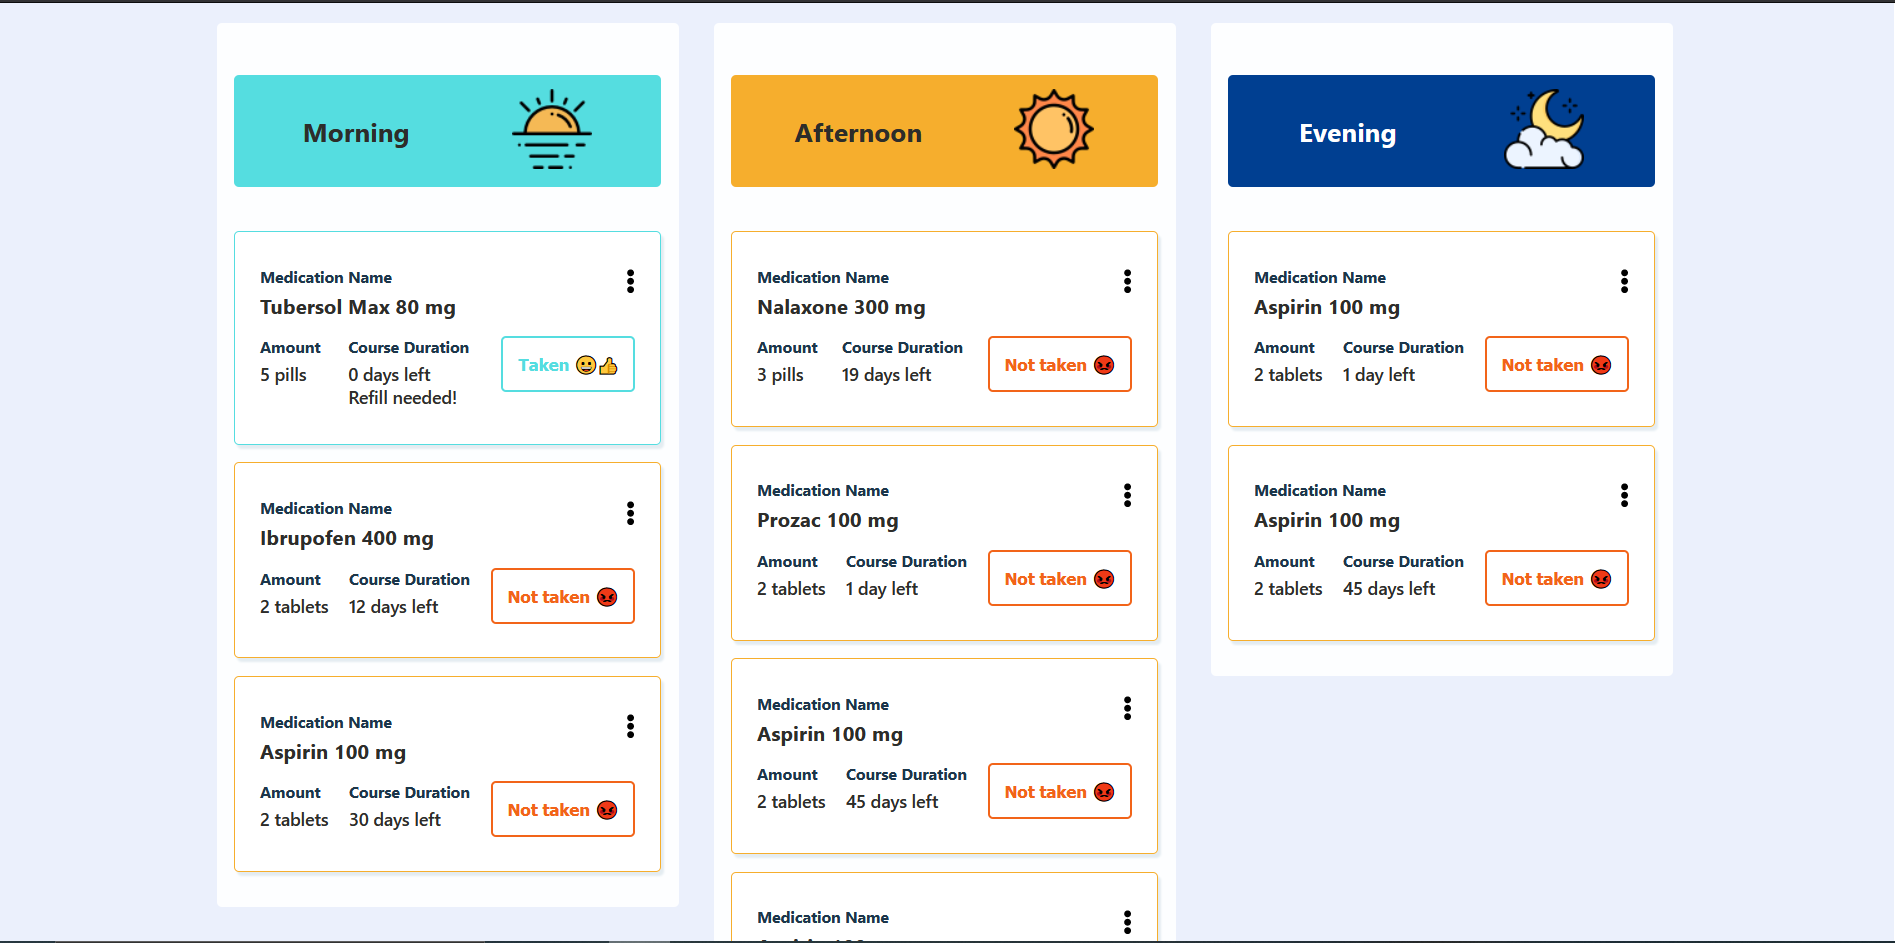 Morning
Medication Name
Tubersol Max 80 mg
Amount
Course Duration
5 pills
0 days left
Refill needed!
Taken 😀👍
Medication Name
Ibrupofen 400 mg
Amount
Course Duration
2 tablets
12 days left
Not taken 😡
Medication Name
Aspirin 100 mg
Amount
Course Duration
2 tablets
30 days left
Not taken 😡
Afternoon
Medication Name
Nalaxone 300 mg
Amount
Course Duration
3 pills
19 days left
Not taken 😡
Medication Name
Prozac 100 mg
Amount
Course Duration
2 tablets
1 day left
Not taken 😡
Medication Name
Aspirin 100 mg
Amount
Course Duration
2 tablets
45 days left
Not taken 😡
Medication Name
Evening
Medication Name
Aspirin 100 mg
Amount
Course Duration
2 tablets
1 day left
Not taken 😡
Medication Name
Aspirin 100 mg
Amount
Course Duration
2 tablets
45 days left
Not taken 😡